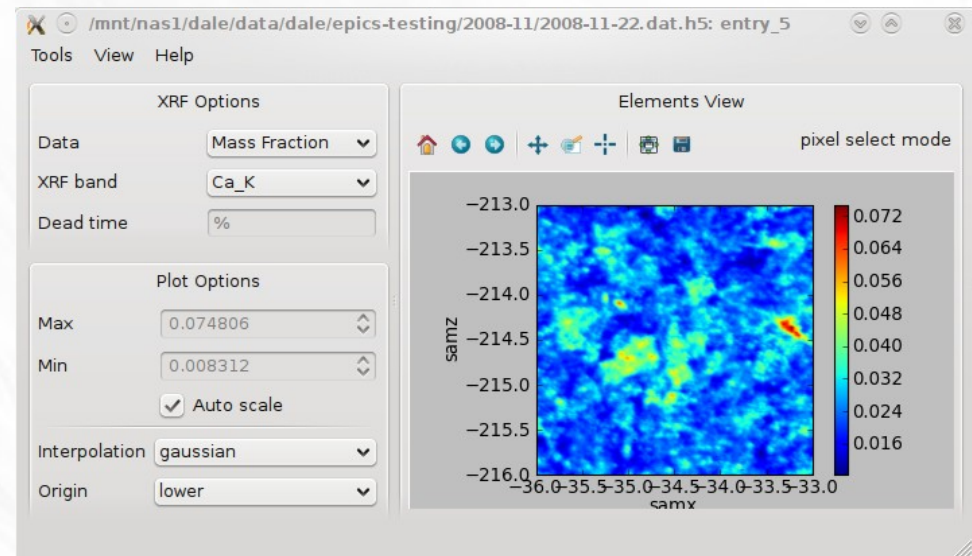 /mnt/nas1/dale/data/dale/epics-testing/2008-11/2008-11-22.dat.h5: entry_5
Tools View Help
XRF Options
Data Mass Fraction
XRF band Ca_K
Dead time %
Plot Options
Max 0.074806
Min 0.008312
Auto scale
Interpolation gaussian
Origin lower
Elements View
pixel select mode
samz
−213.0
−213.5
−214.0
−214.5
−215.0
−215.5
−216.0
−36.0 −35.5 −35.0 −34.5 −34.0 −33.5 −33.0
samx
0.072
0.064
0.056
0.048
0.040
0.032
0.024
0.016